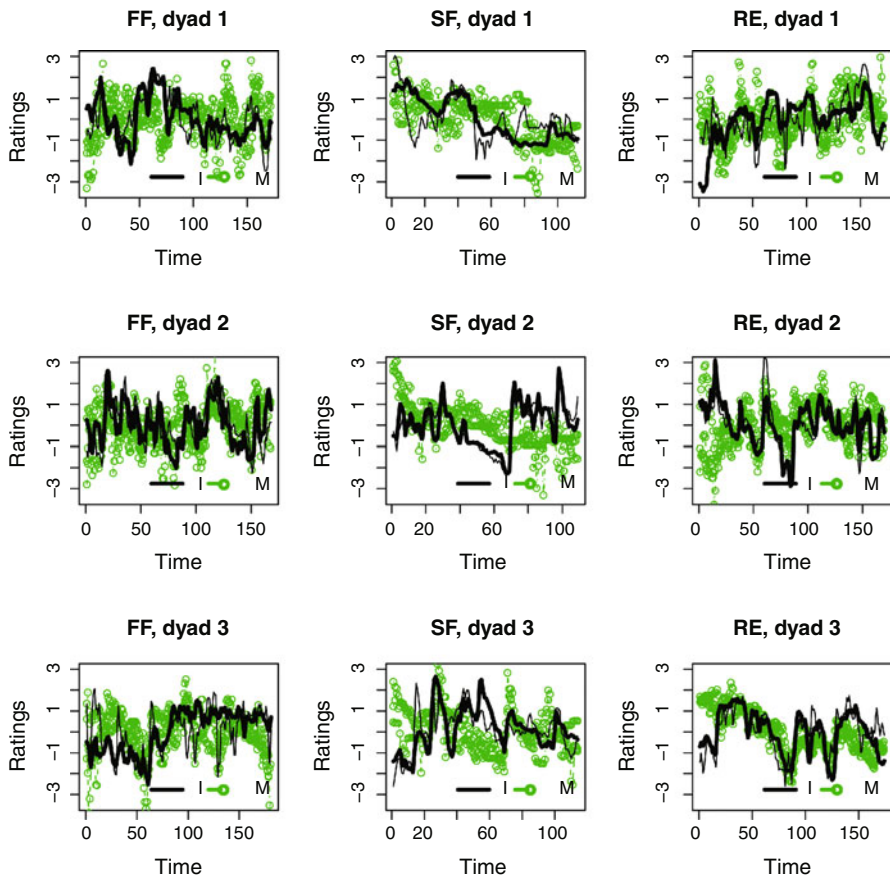 FF, dyad 1
SF, dyad 1
RE, dyad 1
Ratings
3
1
−1
−3
I
M
0
50
100
150
Time
Ratings
3
1
−1
−3
I
M
0
20
60
100
Time
Ratings
3
1
−1
−3
I
M
0
50
100
150
Time
FF, dyad 2
SF, dyad 2
RE, dyad 2
Ratings
3
1
−1
−3
I
M
0
50
100
150
Time
Ratings
3
1
−1
−3
I
M
0
20
60
100
Time
Ratings
3
1
−1
−3
I
M
0
50
100
150
Time
FF, dyad 3
SF, dyad 3
RE, dyad 3
Ratings
3
1
−1
−3
I
M
0
50
100
150
Time
Ratings
3
1
−1
−3
I
M
0
20
60
100
Time
Ratings
3
1
−1
−3
I
M
0
50
100
150
Time